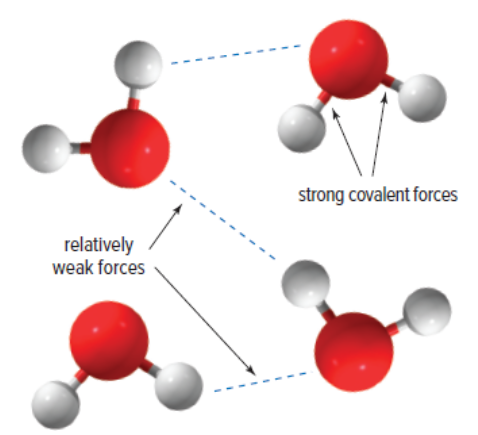 strong covalent forces
relatively
weak forces